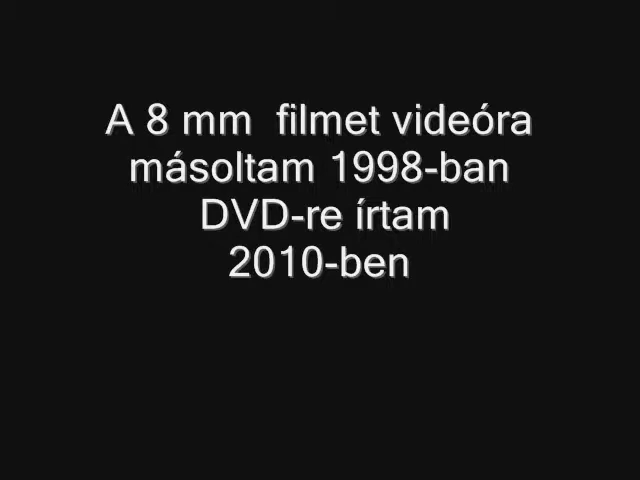 A 8 mm  filmet videóra
másoltam 1998-ban
DVD-re írtam
2010-ben